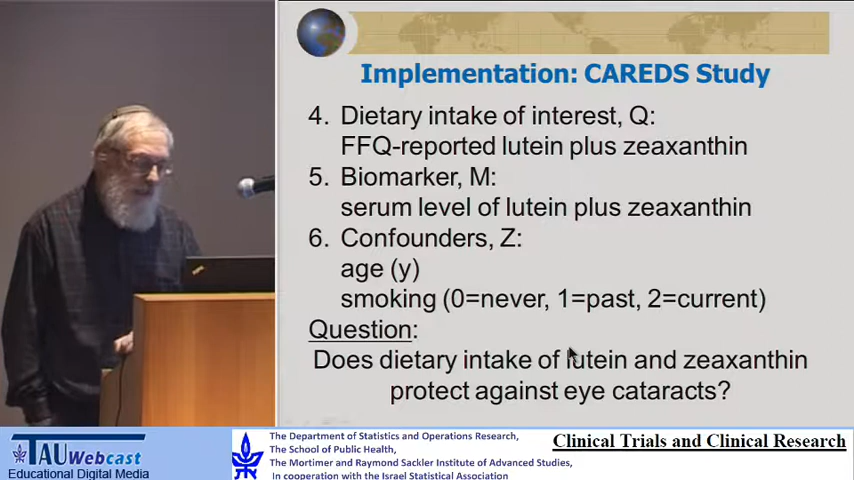 Implementation: CAREDS Study
4. Dietary intake of interest, Q:
FFQ-reported lutein plus zeaxanthin
5. Biomarker, M:
serum level of lutein plus zeaxanthin
6. Confounders, Z:
age (y)
smoking (0=never, 1=past, 2=current)
Question:
Does dietary intake of lutein and zeaxanthin
protect against eye cataracts?
TAU Webcast
Educational Digital Media
The Department of Statistics and Operations Research,
The School of Public Health,
The Mortimer and Raymond Sackler Institute of Advanced Studies,
In cooperation with the Israel Statistical Association
Clinical Trials and Clinical Research